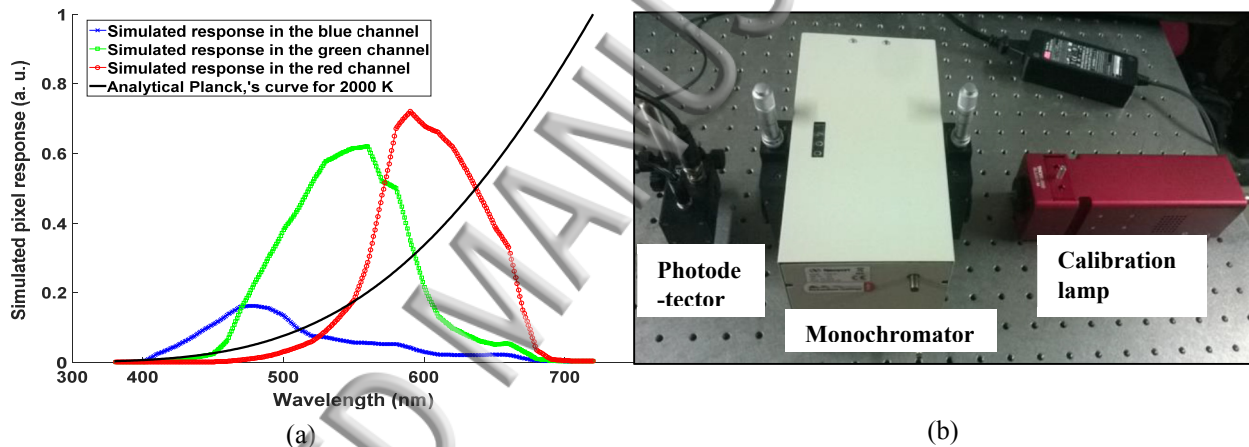 Simulated response in the blue channel
Simulated response in the green channel
Simulated response in the red channel
Analytical Planck,'s curve for 2000 K
Simulated pixel response (a. u.)
1
0.8
0.6
0.4
0.2
0
300
400
500
600
700
Wavelength (nm)
(a)
Photode
-tector
Monochromator
Calibration
lamp
(b)